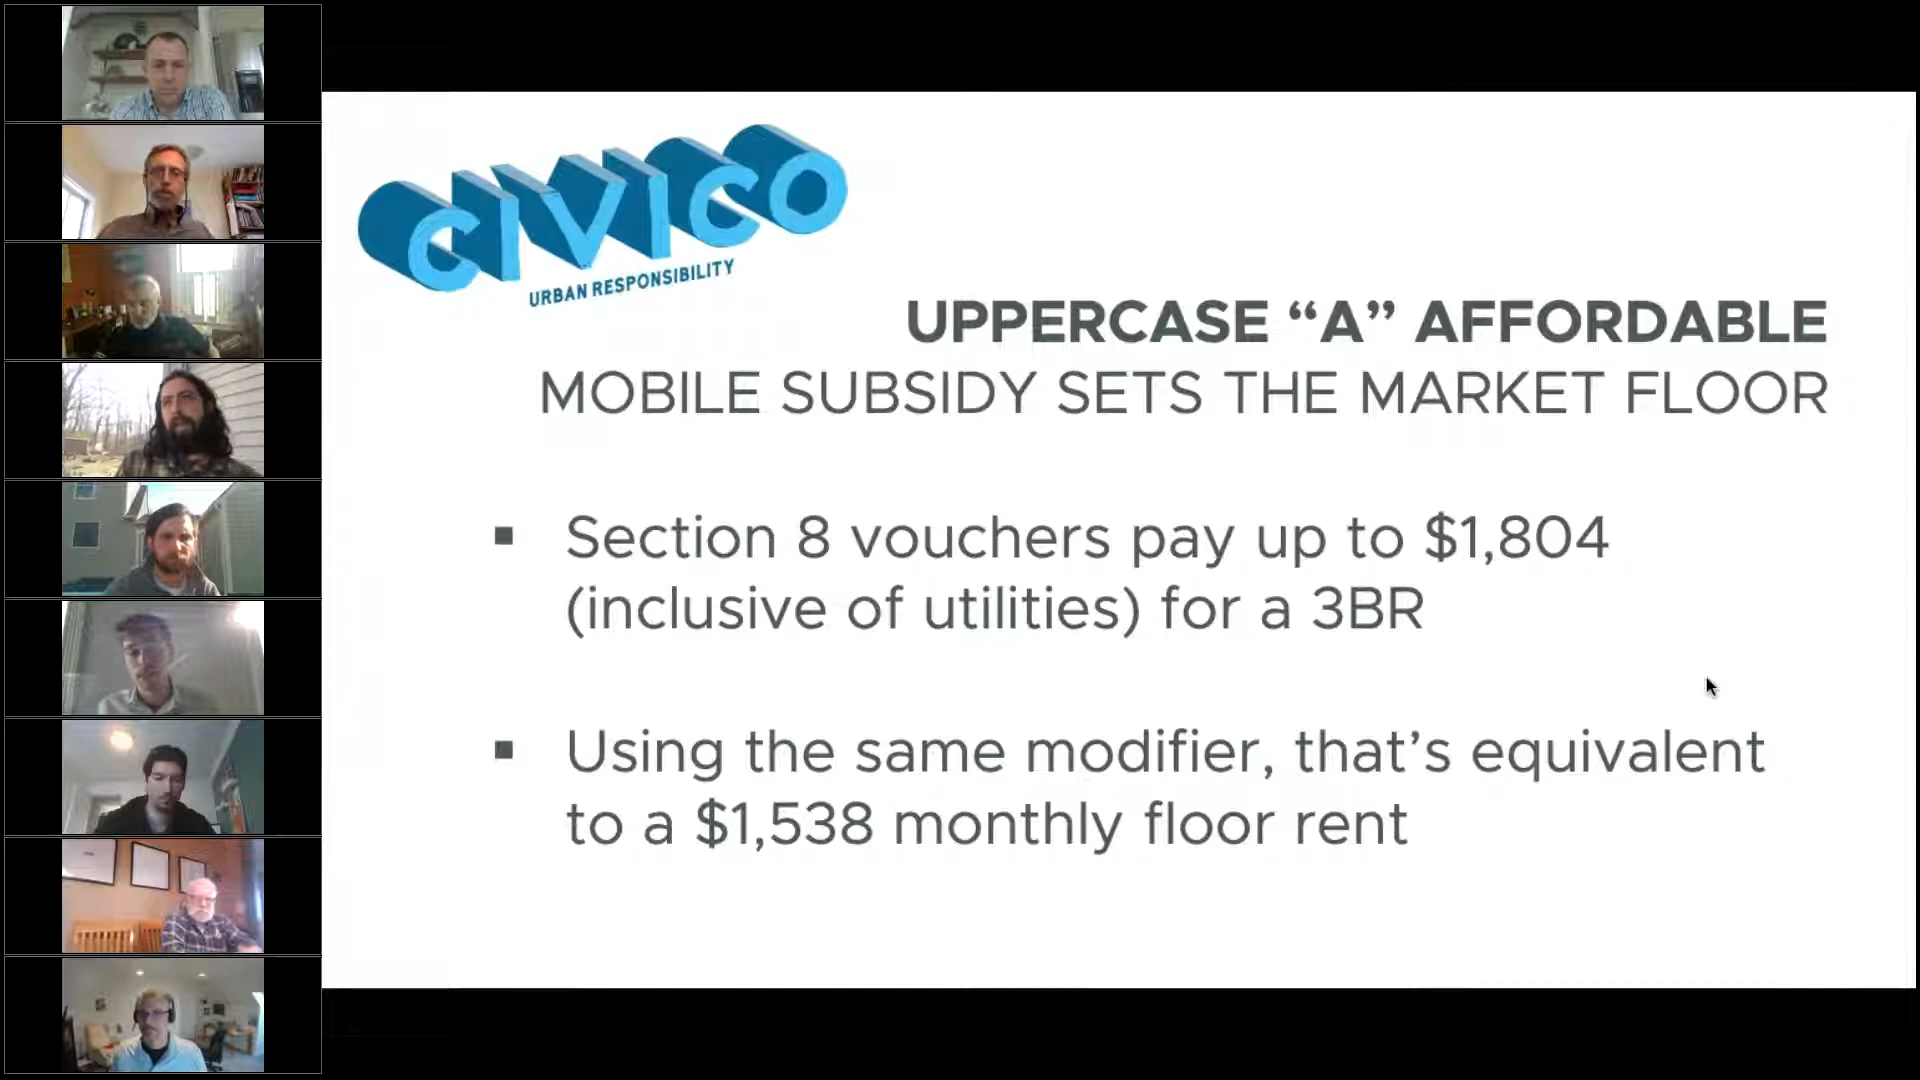 CIVICO
URBAN RESPONSIBILITY
UPPERCASE “A” AFFORDABLE
MOBILE SUBSIDY SETS THE MARKET FLOOR
▪ Section 8 vouchers pay up to $1,804
(inclusive of utilities) for a 3BR
▪ Using the same modifier, that’s equivalent
to a $1,538 monthly floor rent